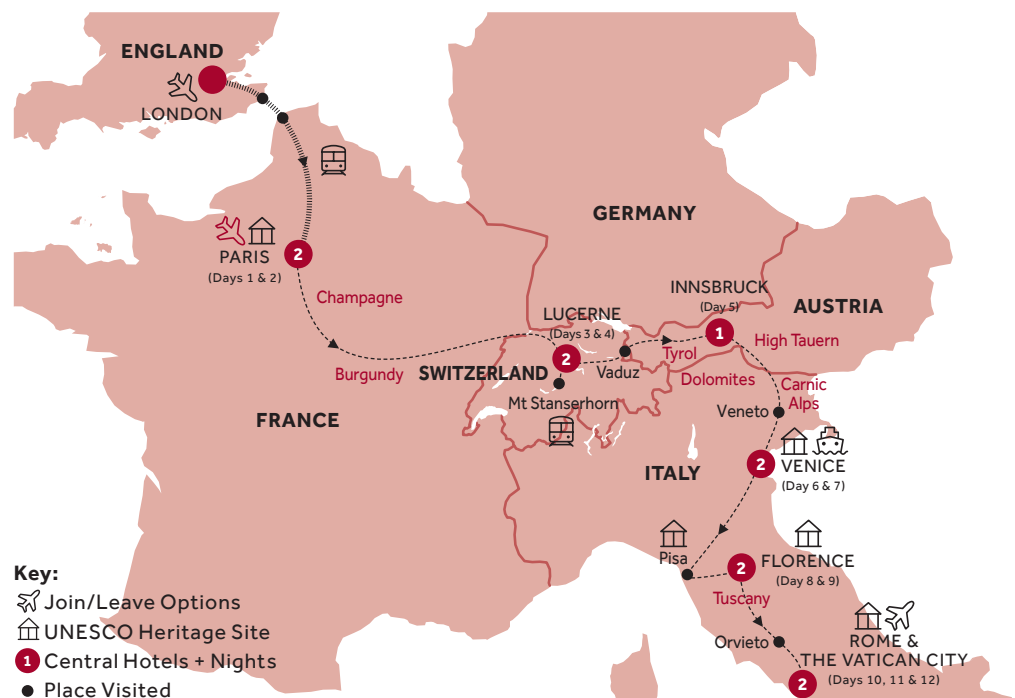 ENGLAND
LONDON
PARIS
(Days 1 & 2)
2
Champagne
Burgundy
FRANCE
GERMANY
LUCERNE
(Days 3 & 4)
2
SWITZERLAND
Mt Stanserhorn
Vaduz
INNSBRUCK
(Day 5)
1
Tyrol
AUSTRIA
High Tauern
Dolomites
Carnic
Alps
Veneto
ITALY
2
VENICE
(Day 6 & 7)
Pisa
2
FLORENCE
(Day 8 & 9)
Tuscany
Orvieto
ROME &
THE VATICAN CITY
(Days 10, 11 & 12)
2
Key:
Join/Leave Options
UNESCO Heritage Site
1 Central Hotels + Nights
Place Visited